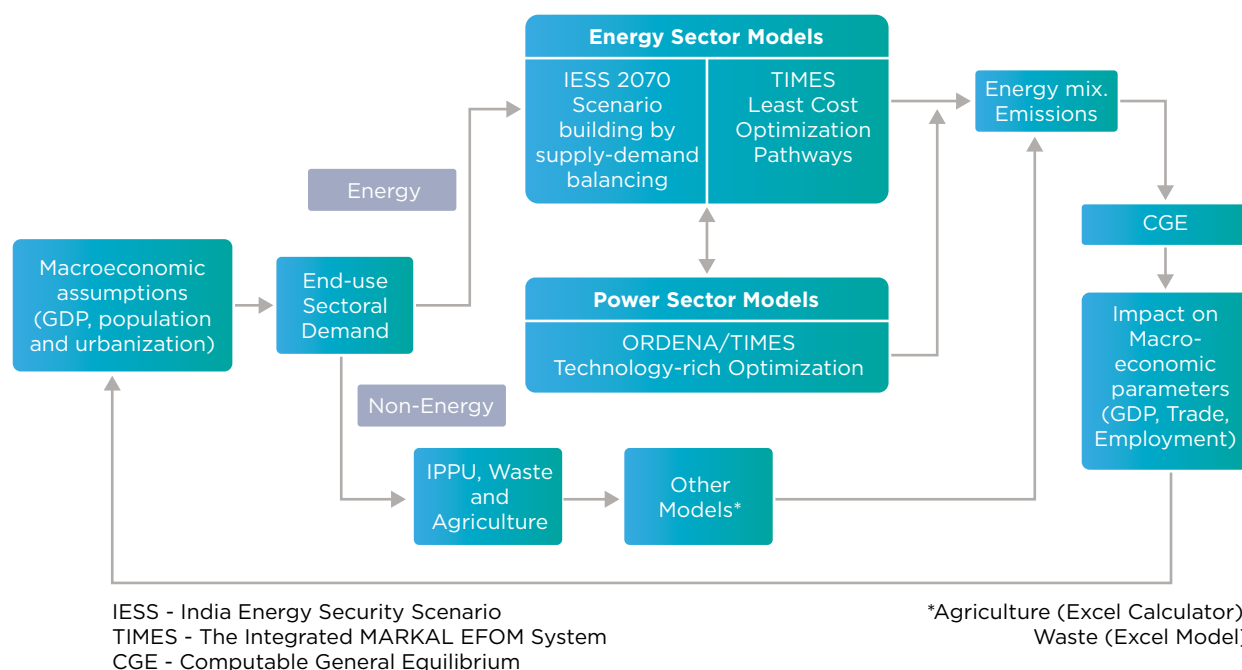 Energy Sector Models
IESS 2070
Scenario
building by
supply-demand
balancing
TIMES
Least Cost
Optimization
Pathways
Energy mix.
Emissions
Energy
CGE
Macroeconomic
assumptions
(GDP, population
and urbanization)
End-use
Sectoral
Demand
Power Sector Models
ORDENA/TIMES
Technology-rich Optimization
Impact on
Macro-
economic
parameters
(GDP, Trade,
Employment)
Non-Energy
IPPU, Waste
and
Agriculture
Other
Models*
IESS - India Energy Security Scenario
TIMES - The Integrated MARKAL EFOM System
CGE - Computable General Equilibrium
*Agriculture (Excel Calculator)
Waste (Excel Model)